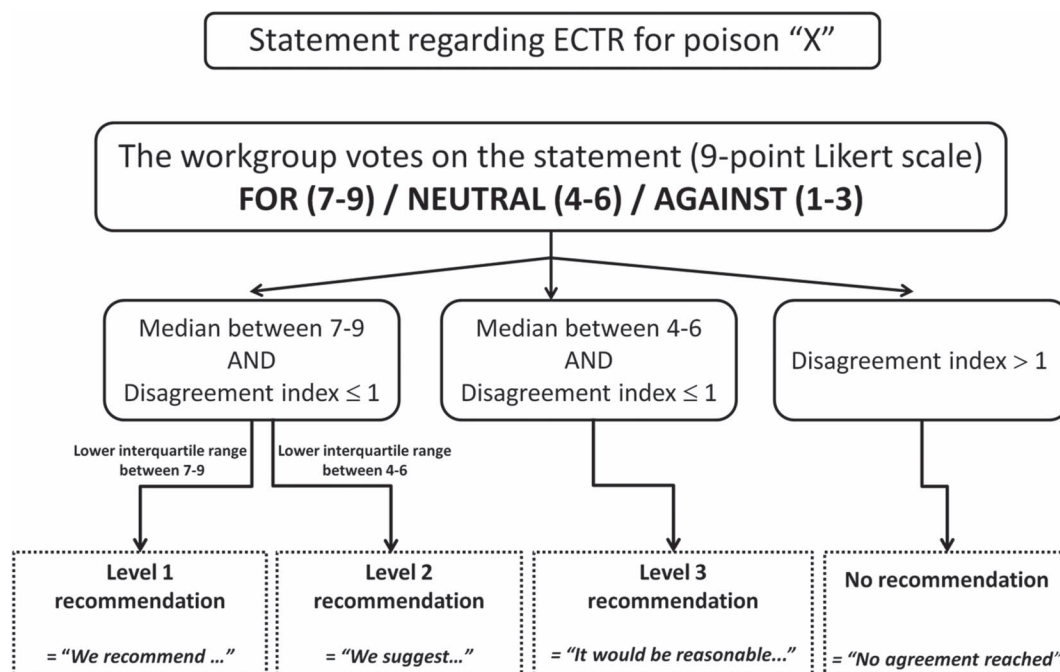 Statement regarding ECTR for poison “X”
The workgroup votes on the statement (9-point Likert scale)
FOR (7-9) / NEUTRAL (4-6) / AGAINST (1-3)
Median between 7-9
AND
Disagreement index ≤ 1
Median between 4-6
AND
Disagreement index ≤ 1
Disagreement index > 1
Lower interquartile range
between 7-9
Lower interquartile range
between 4-6
Level 1
recommendation
= “We recommend …”
Level 2
recommendation
= “We suggest…”
Level 3
recommendation
= “It would be reasonable...”
No recommendation
= “No agreement reached”